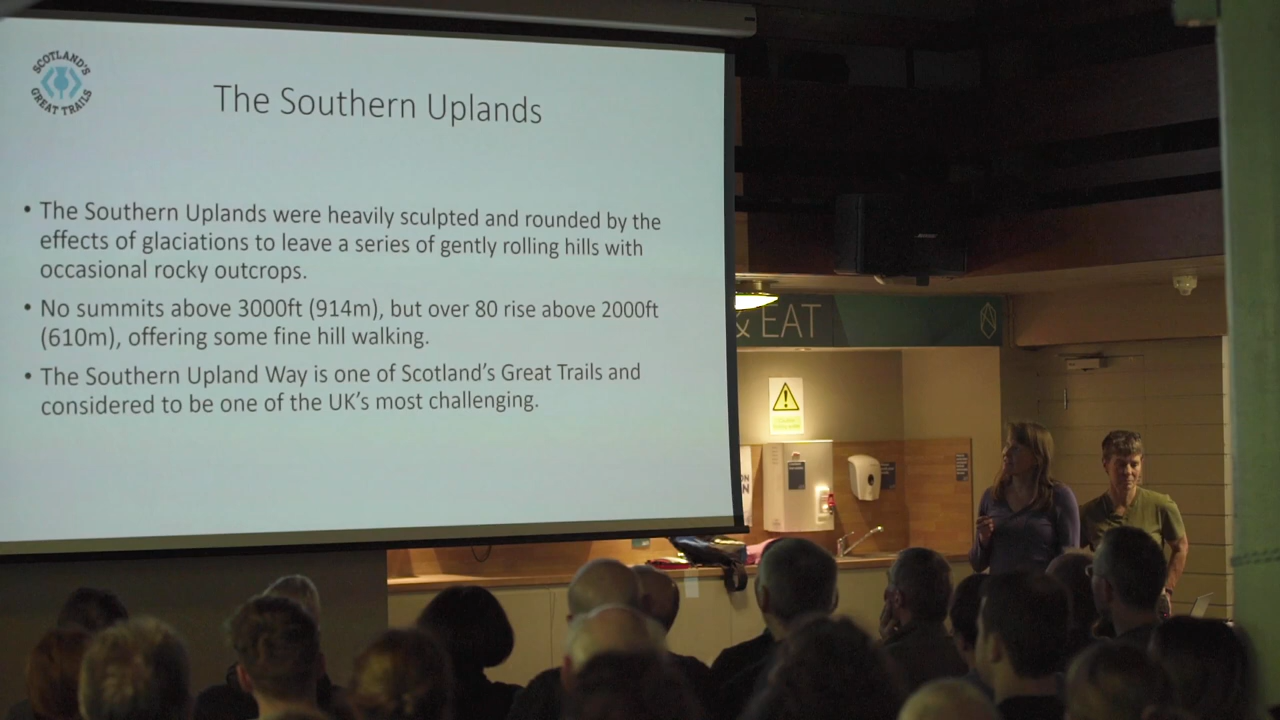 SCOTLAND'S
GREAT TRAILS
The Southern Uplands
• The Southern Uplands were heavily sculpted and rounded by the
effects of glaciations to leave a series of gently rolling hills with
occasional rocky outcrops.
• No summits above 3000ft (914m), but over 80 rise above 2000ft
(610m), offering some fine hill walking.
• The Southern Upland Way is one of Scotland's Great Trails and
considered to be one of the UK's most challenging.
& EAT